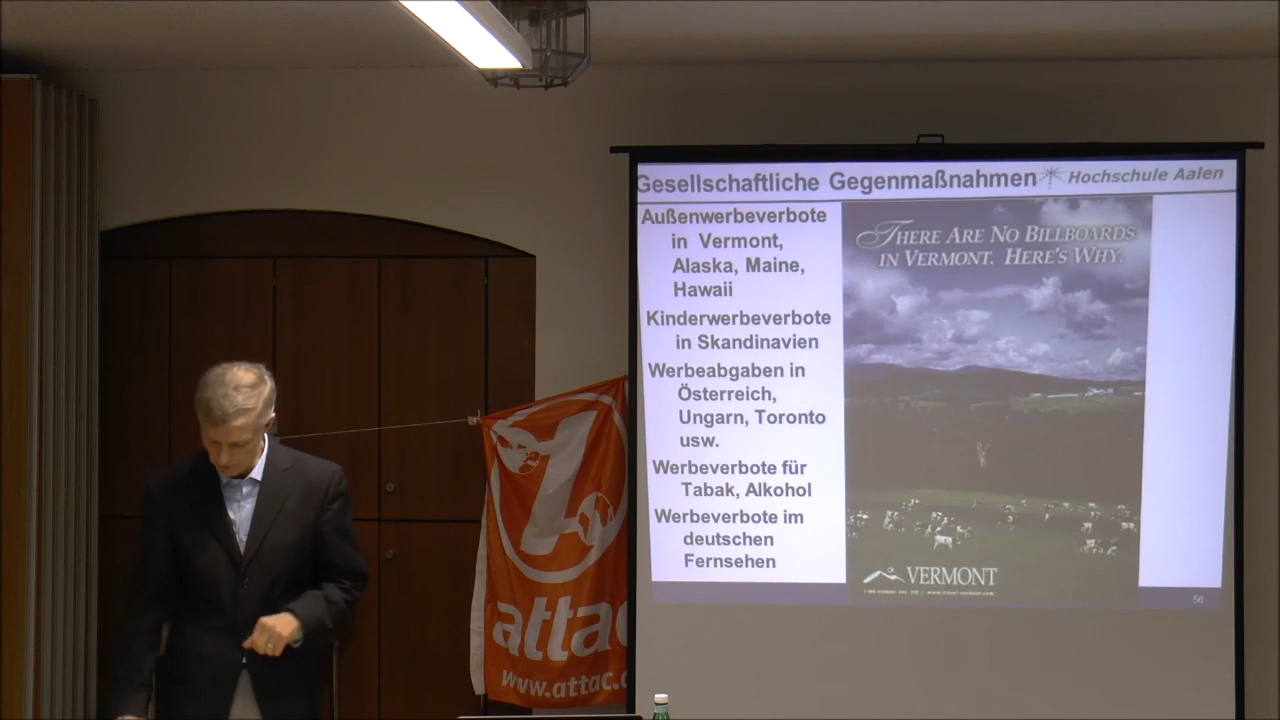 Gesellschaftliche Gegenmaßnahmen
Hochschule Aalen
Außenwerbeverbote
in Vermont,
Alaska, Maine,
Hawaii
Kinderwerbeverbote
in Skandinavien
Werbeabgaben in
Österreich,
Ungarn, Toronto
usw.
Werbeverbote für
Tabak, Alkohol
Werbeverbote im
deutschen
Fernsehen
THERE ARE NO BILLBOARDS
IN VERMONT. HERE'S WHY.
VERMONT
56
attac
www.attac.